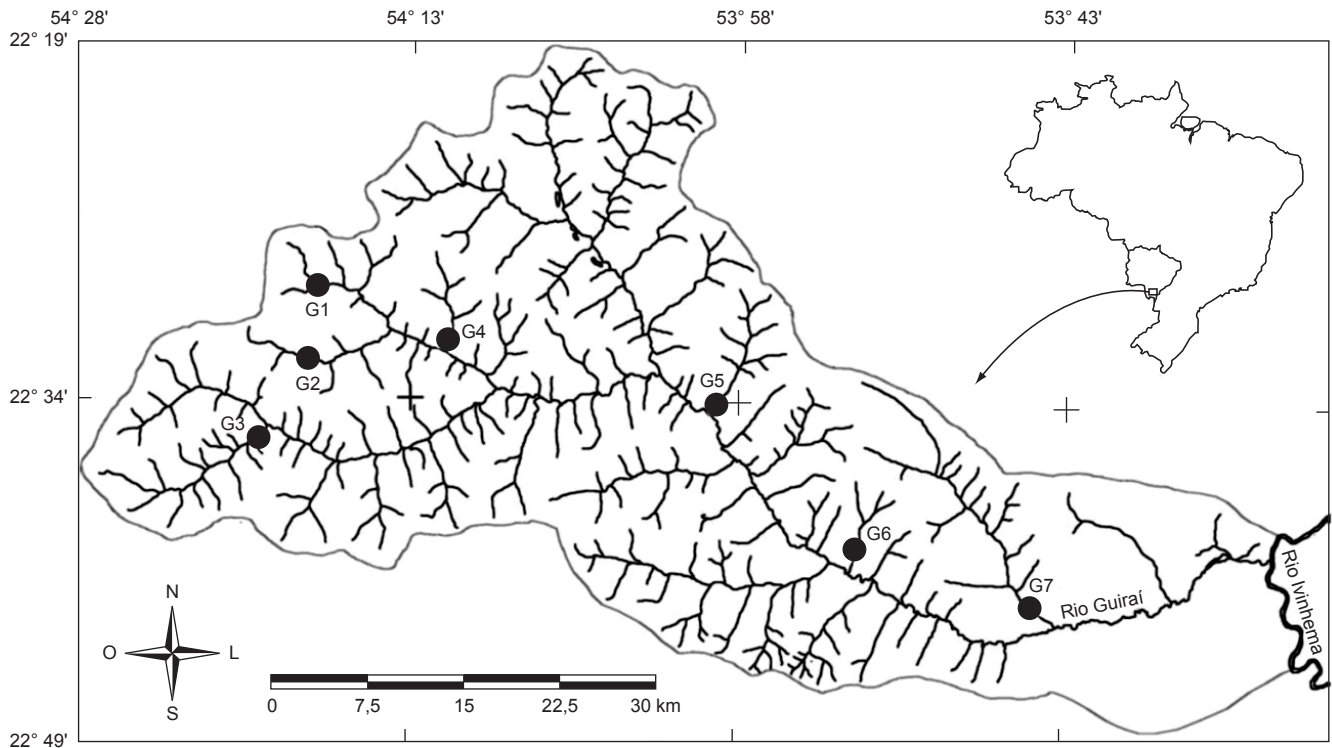 54° 28' 54° 13' 53° 58' 53° 43'
22° 19'
G1
G4
G2
G5
22° 34'
G3
G6
Rio Ivinhema
G7
Rio Guiraí
N
O L
S
0 7,5 15 22,5 30 km
22° 49'